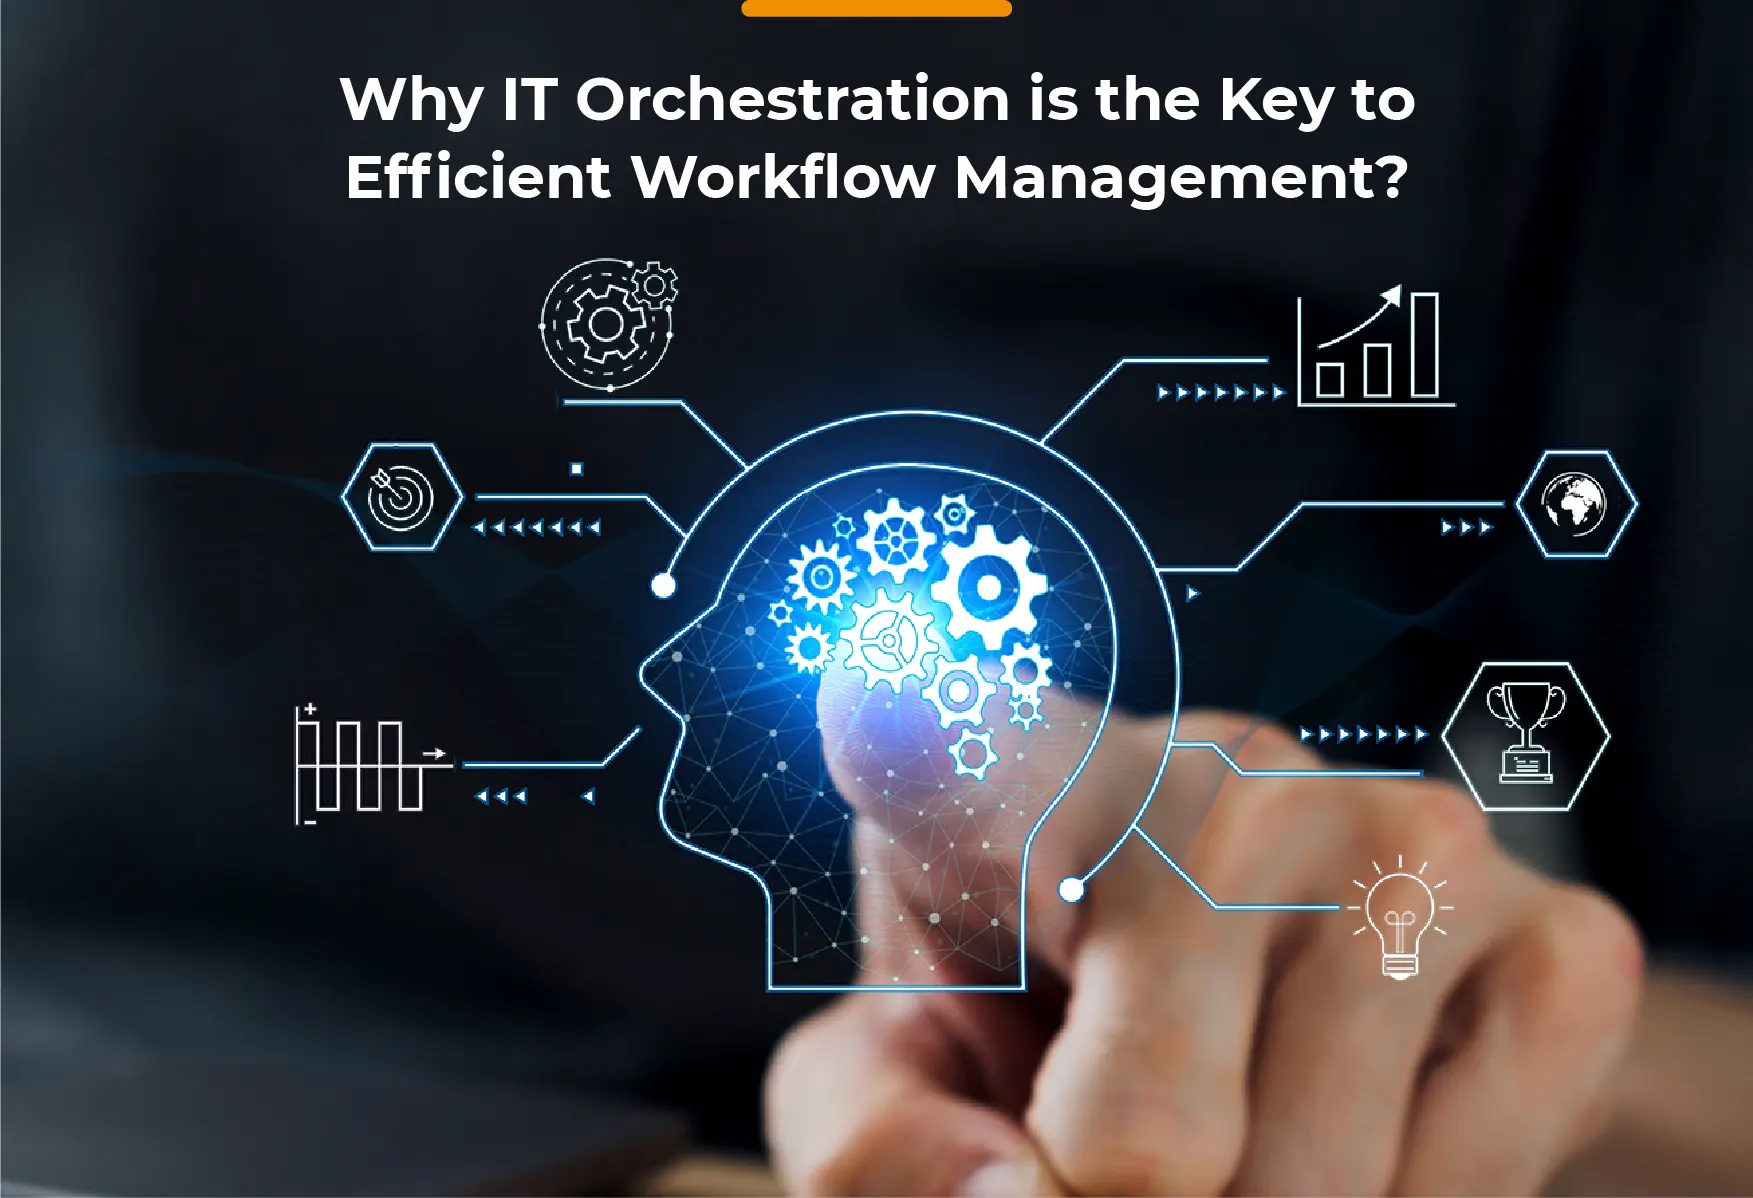 Why IT Orchestration is the Key to
Efficient Workflow Management?
+
-